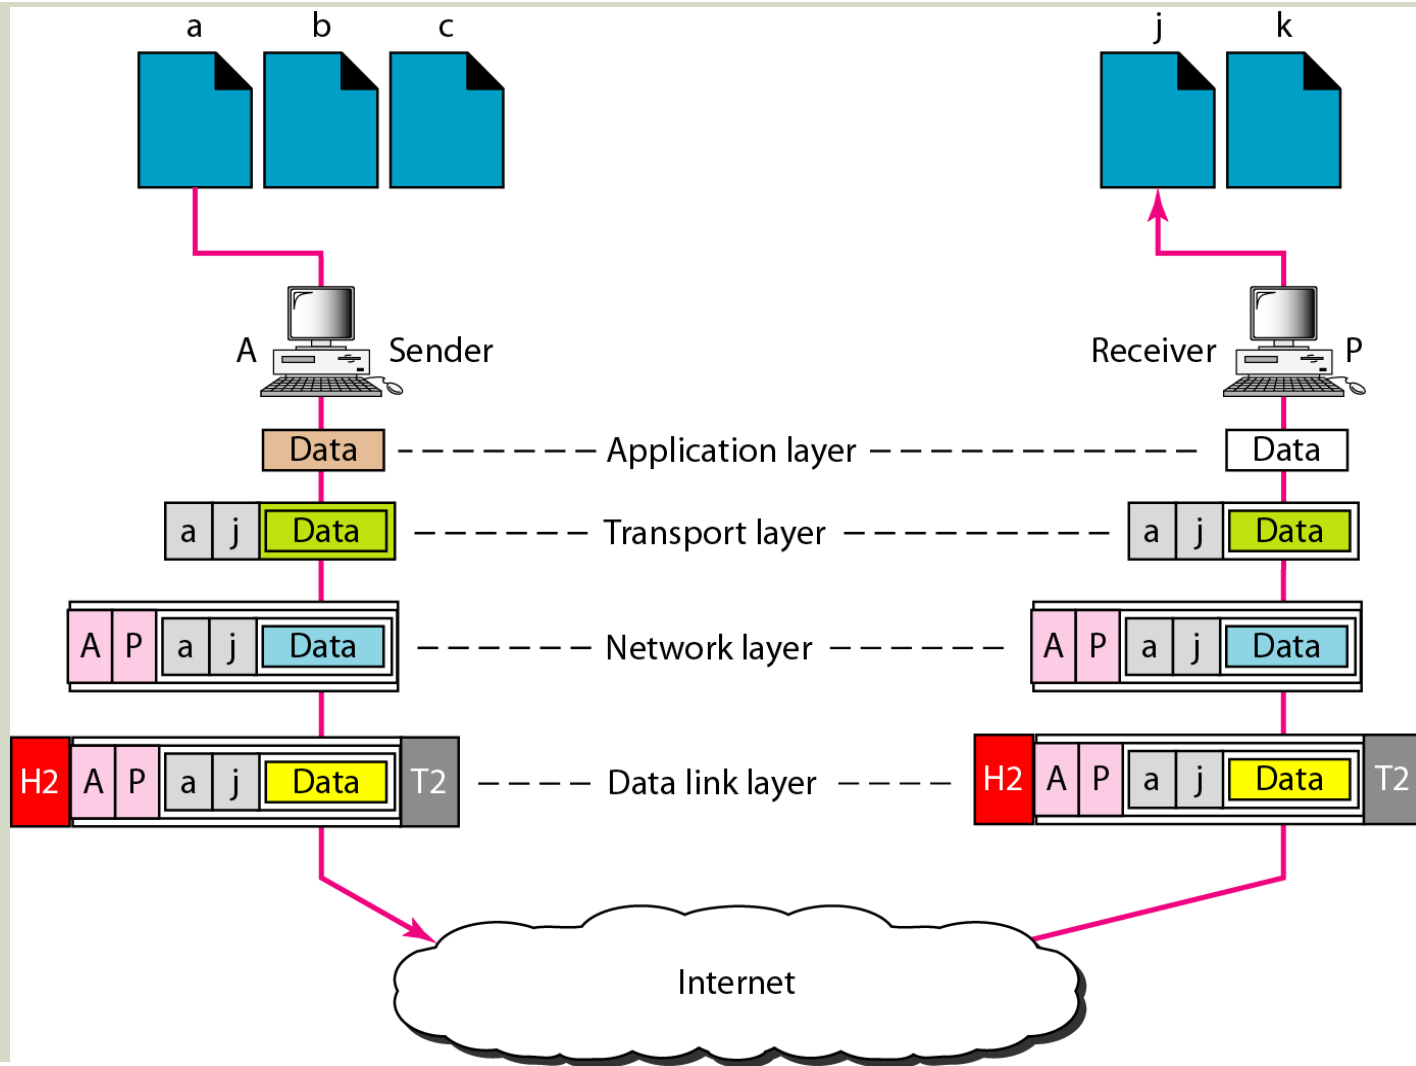 a b c j k
A Sender Receiver P
Data Application layer Data
a j Data Transport layer a j Data
A P a j Data Network layer A P a j Data
H2 A P a j Data T2 Data link layer H2 A P a j Data T2
Internet